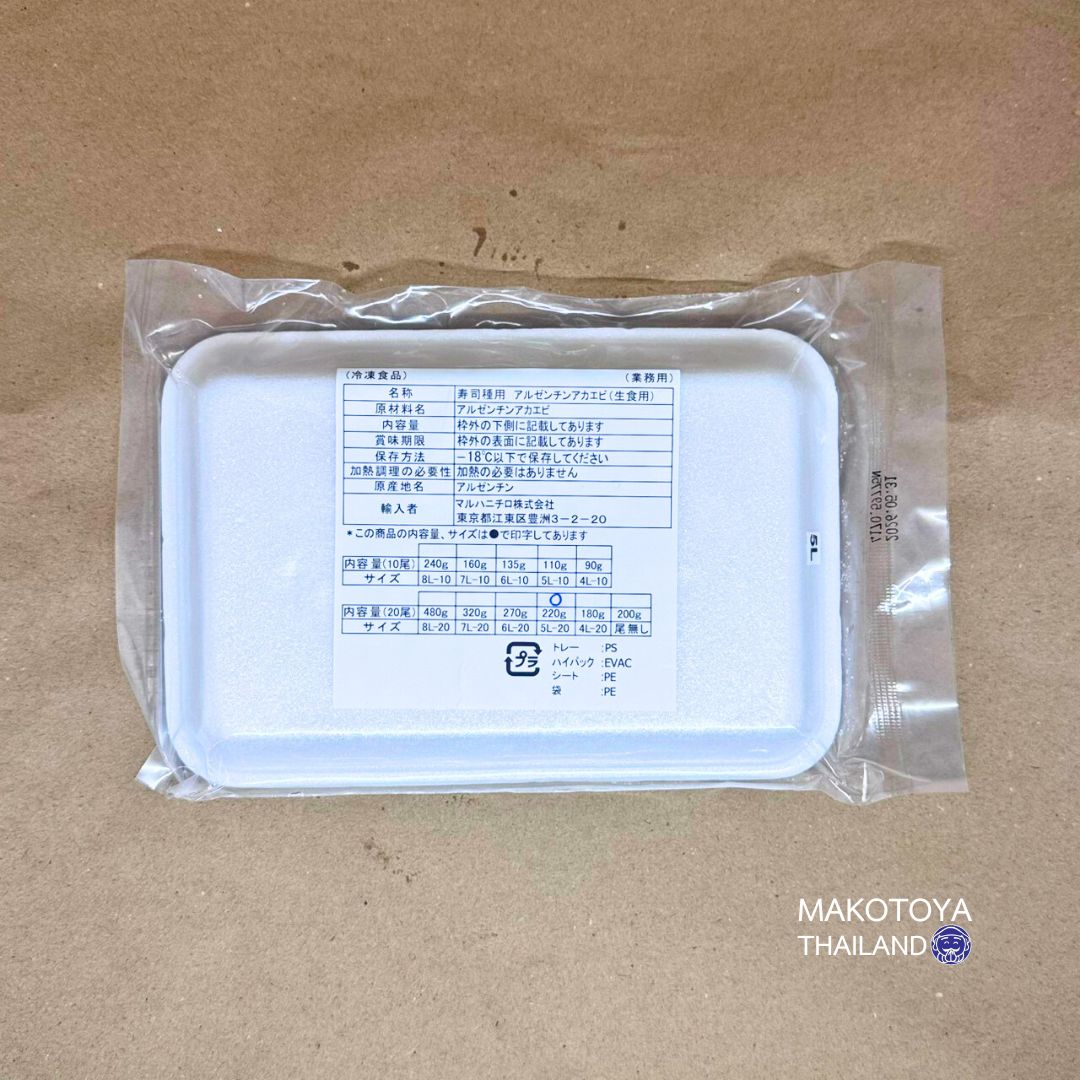 (冷凍食品) (業務用)
名称 寿司種用 アルゼンチンアカエビ(生食用)
原材料名 アルゼンチンアカエビ
内容量 枠外の下側に記載してあります
賞味期限 枠外の表面に記載してあります
保存方法 −18℃以下で保存してください
加熱調理の必要性 加熱の必要はありません
原産地名 アルゼンチン
輸入者 マルハニチロ株式会社
東京都江東区豊洲3−2−20
*この商品の内容量、サイズは●で印字してあります
内容量(10尾) 240g 160g 135g 110g 90g
サイズ 8L-10 7L-10 6L-10 5L-10 4L-10
内容量(20尾) 480g 320g 270g 220g 180g 200g
サイズ 8L-20 7L-20 6L-20 5L-20 4L-20 尾無し
プラ
トレー :PS
ハイパック :EVAC
シート :PE
袋 :PE
5L
2026.05.31
MAKOTOYA
THAILAND